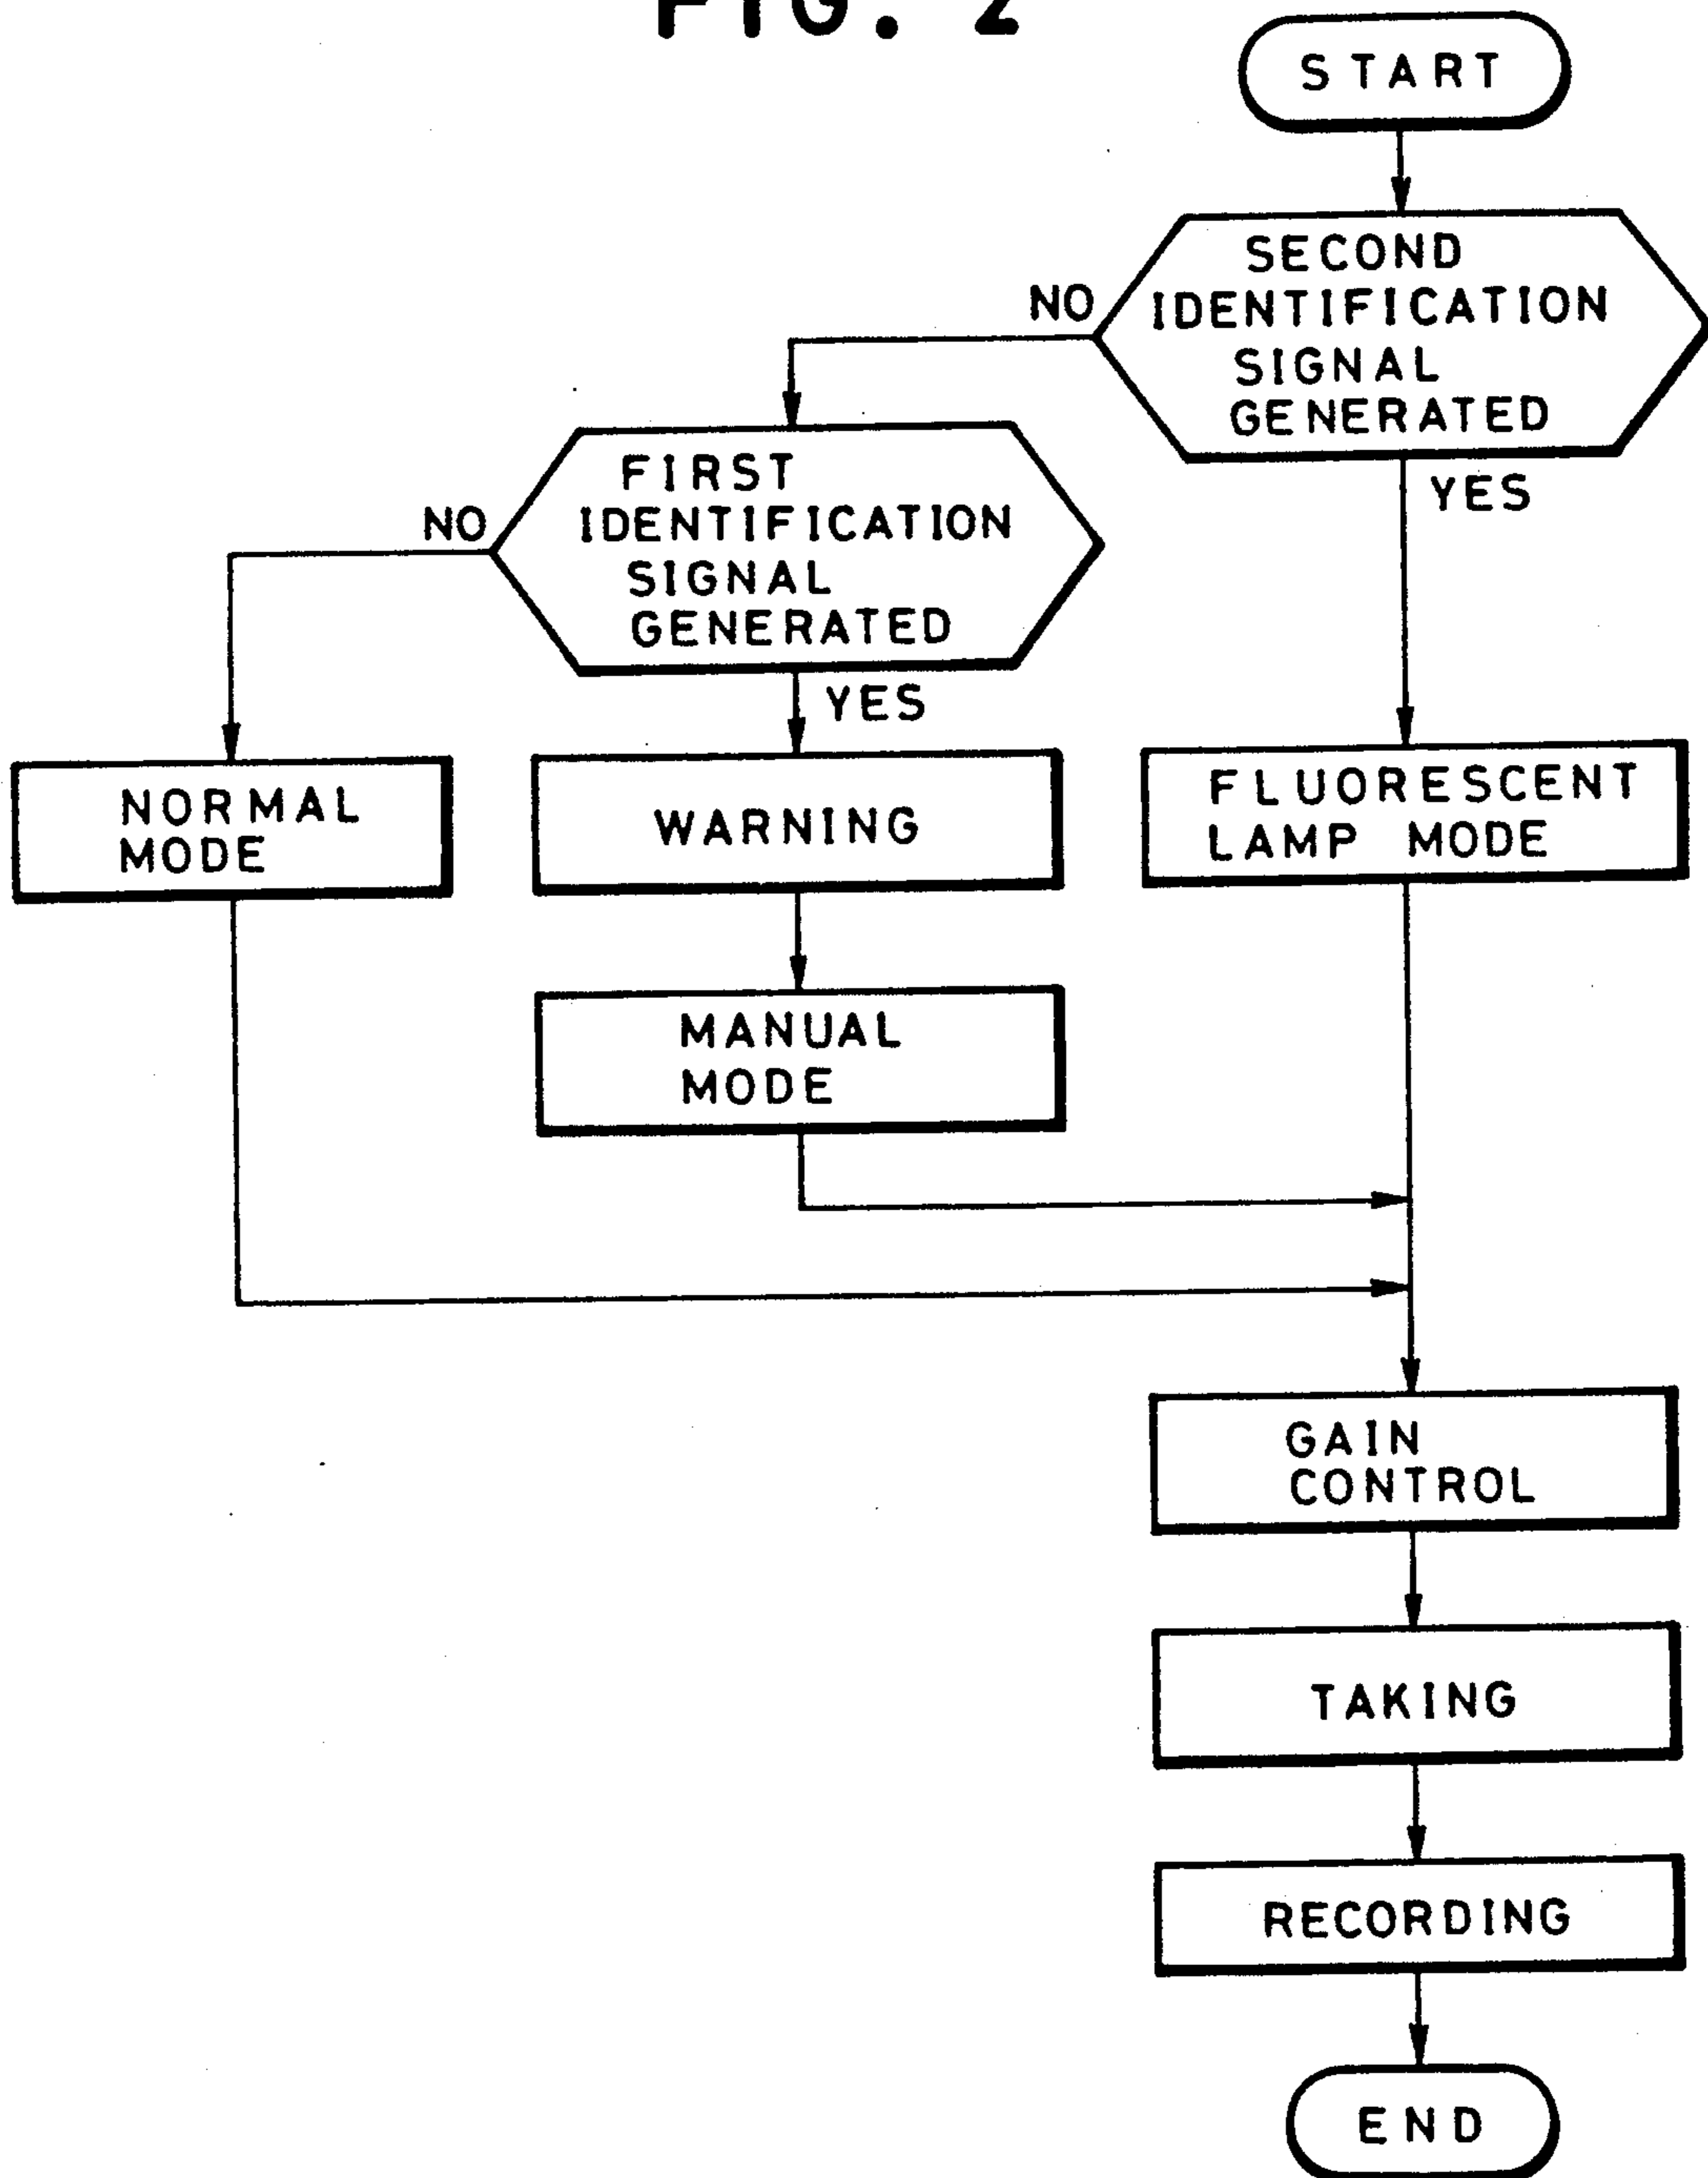 FIG. 2
START
SECOND
IDENTIFICATION
SIGNAL
GENERATED
NO
YES
FIRST
IDENTIFICATION
SIGNAL
GENERATED
NO
YES
NORMAL
MODE
WARNING
FLUORESCENT
LAMP MODE
MANUAL
MODE
GAIN
CONTROL
TAKING
RECORDING
END